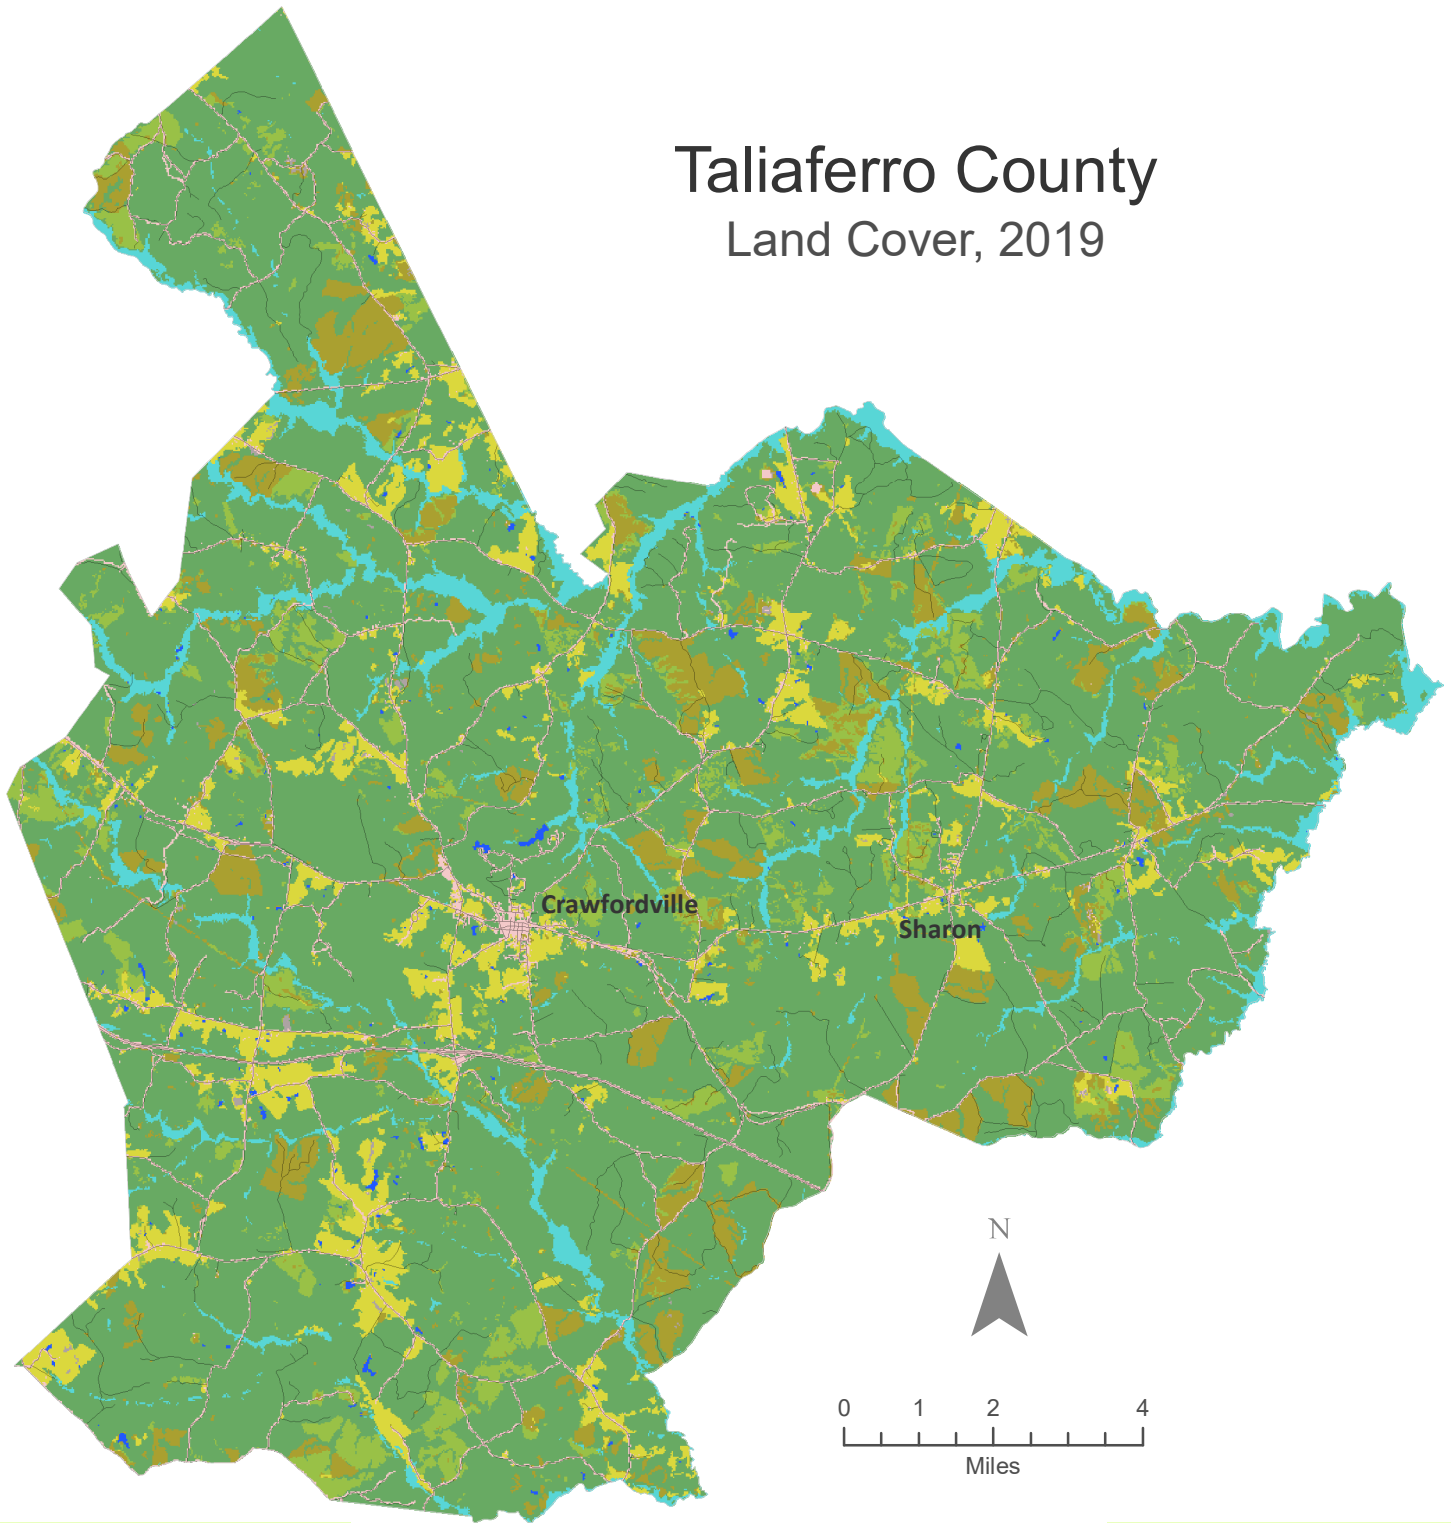 Taliaferro County
Land Cover, 2019
Crawfordville
Sharon
N
0 1 2 4
Miles